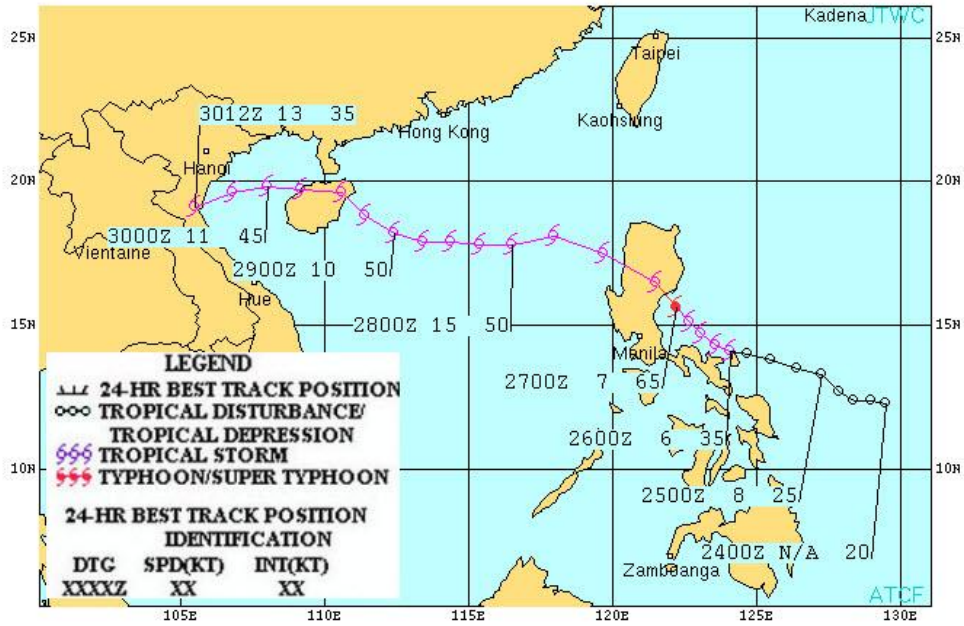 Kadena JTWC
25N 25N
Taipei
3012Z 13 35
Kaohsiung
Hong Kong
Hanoi
20N 20N
3000Z 11 45
Vientaine
2900Z 10 50
Hue
15N 2800Z 15 50 15N
Manila
LEGEND
24-HR BEST TRACK POSITION
TROPICAL DISTURBANCE/
TROPICAL DEPRESSION
TROPICAL STORM
TYPHOON/SUPER TYPHOON
24-HR BEST TRACK POSITION
IDENTIFICATION
DTG SPD(KT) INT(KT)
XXXXZ XX XX
2700Z 7 65
2600Z 6 35
10N
2500Z 8 25
2400Z N/A 20
Zamboanga
ATCF
105E 110E 115E 120E 125E 130E